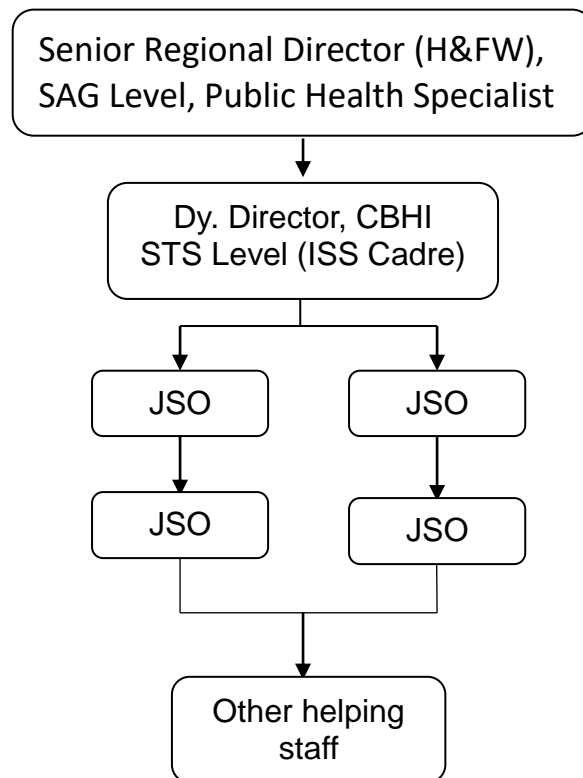 Senior Regional Director (H&FW),
SAG Level, Public Health Specialist
Dy. Director, CBHI
STS Level (ISS Cadre)
JSO
JSO
JSO
JSO
Other helping
staff